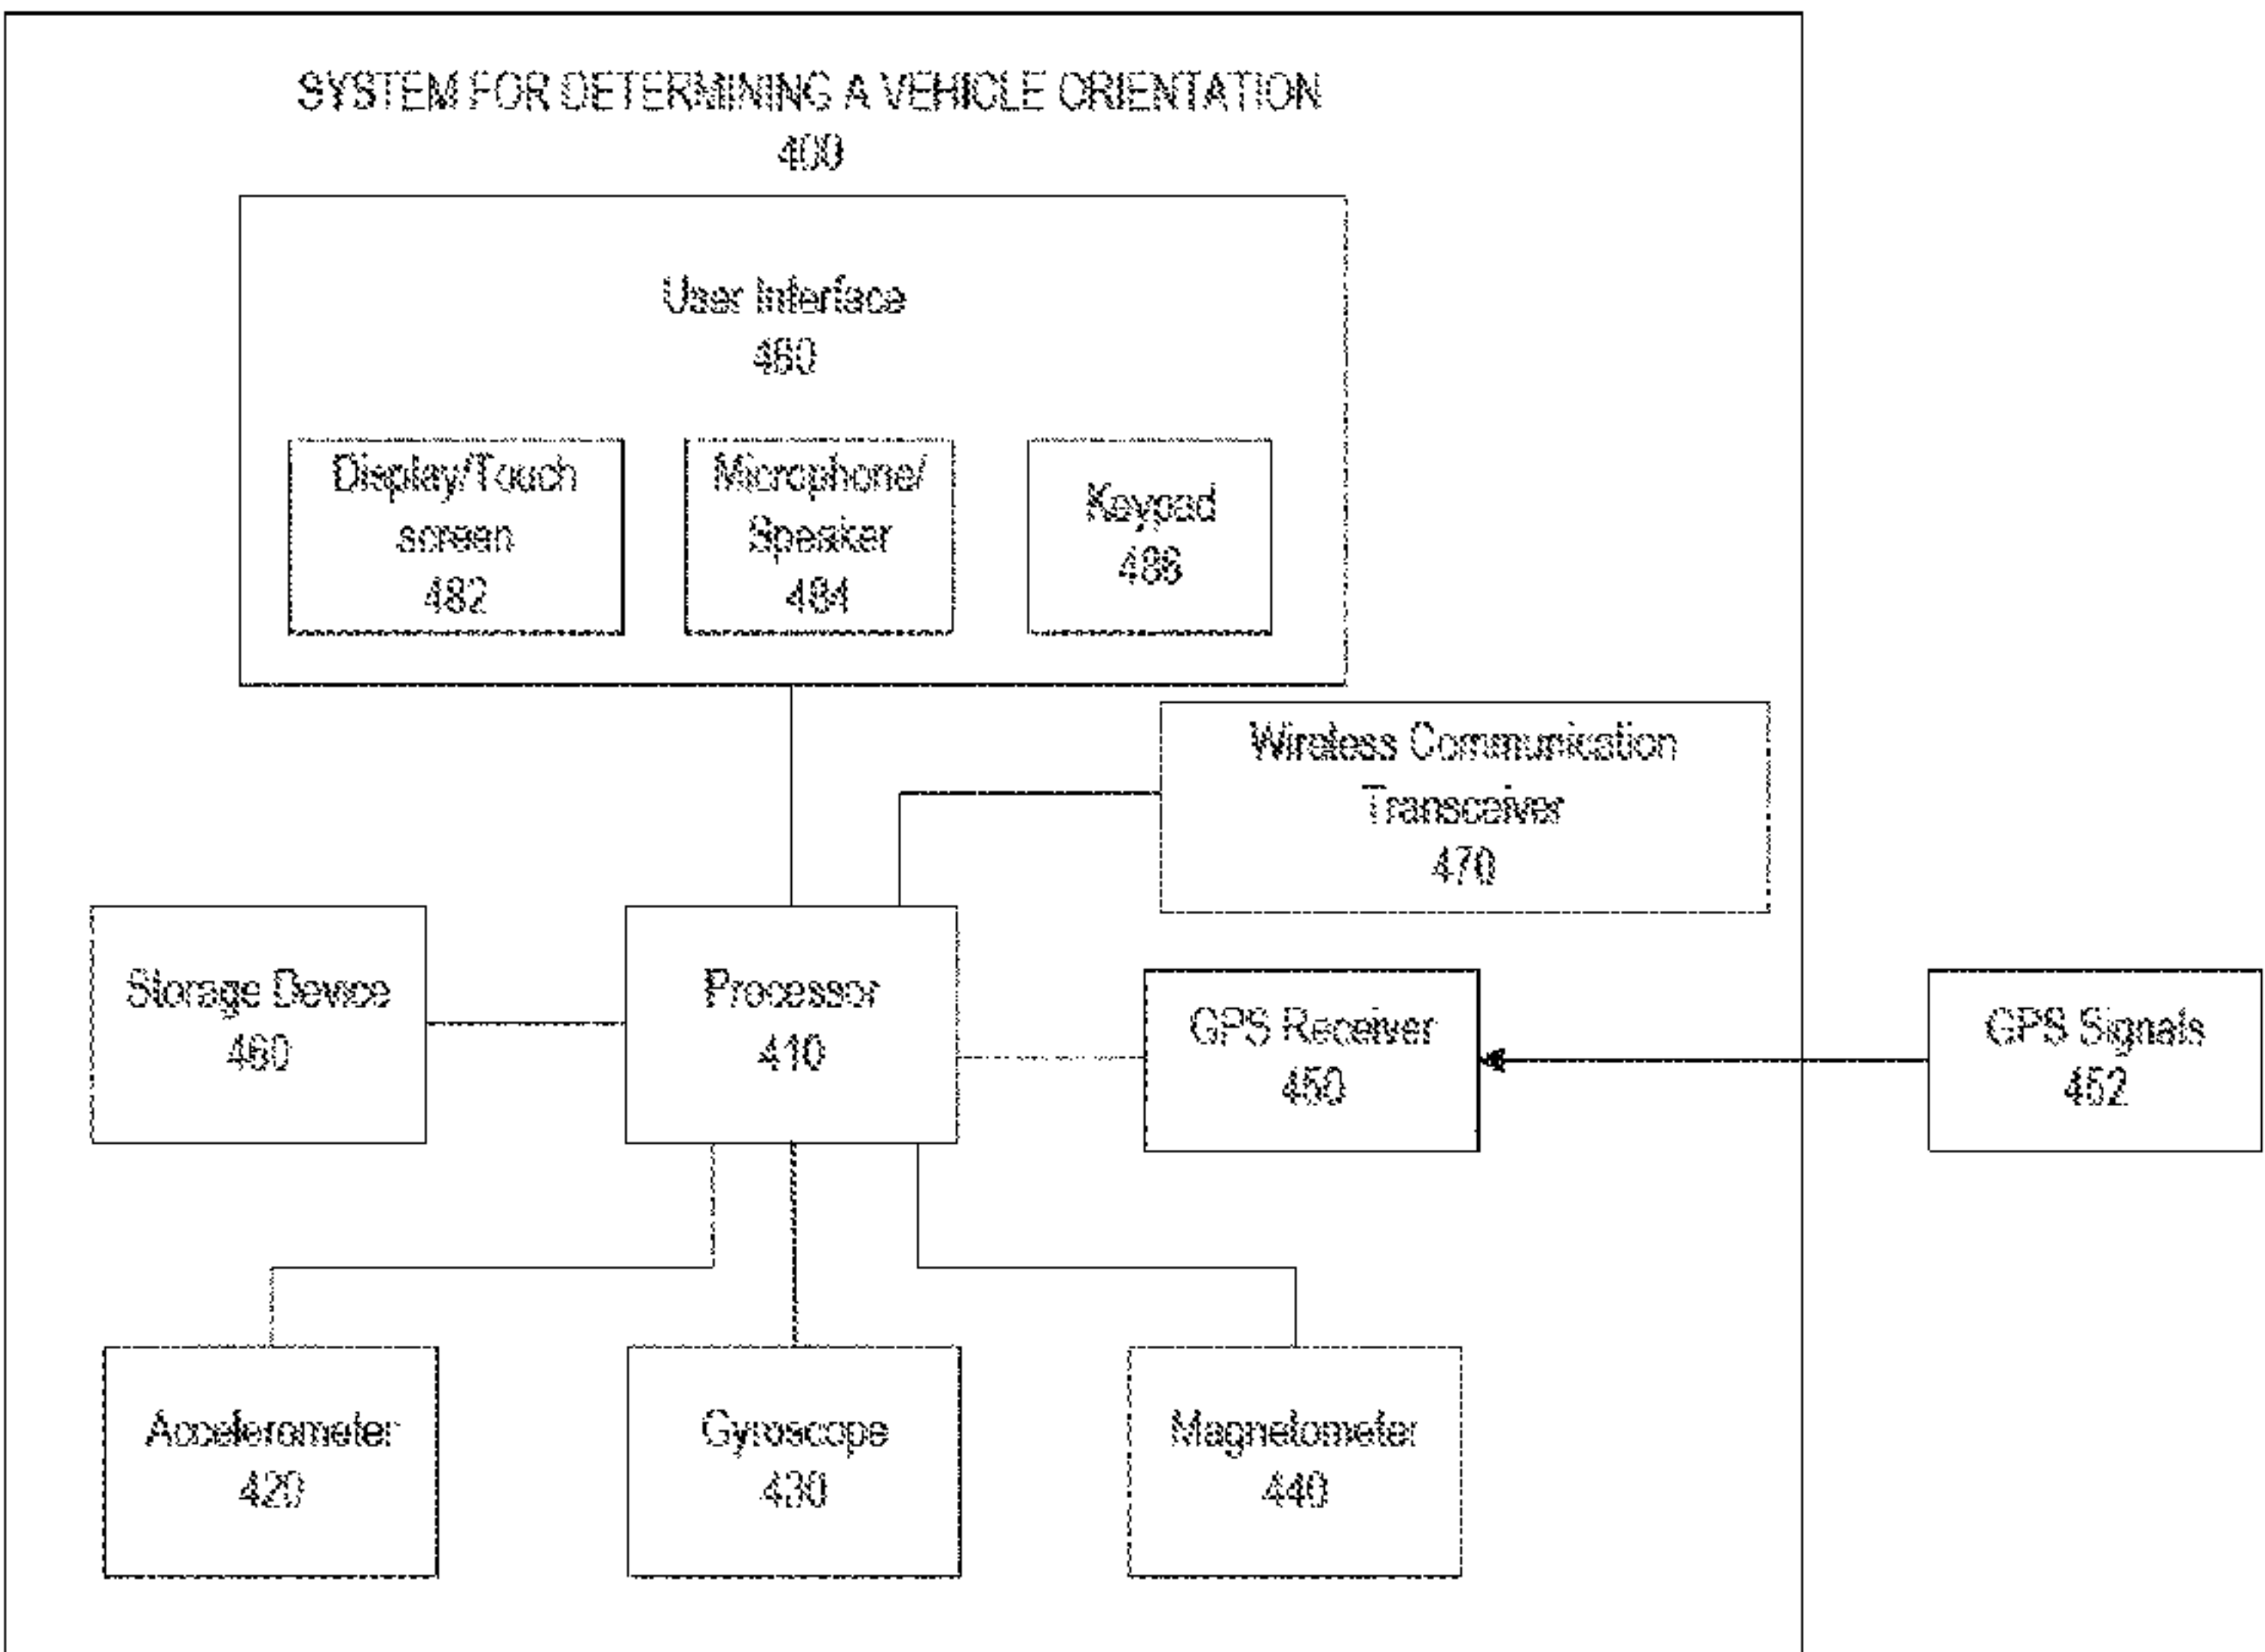 SYSTEM FOR DETERMINING A VEHICLE ORIENTATION
400
User Interface
480
Display/Touch
screen
482
Microphone/
Speaker
484
Keypad
486
Wireless Communication
Transceiver
470
Storage Device
460
Processor
410
GPS Receiver
450
GPS Signals
452
Accelerometer
420
Gyroscope
430
Magnetometer
440